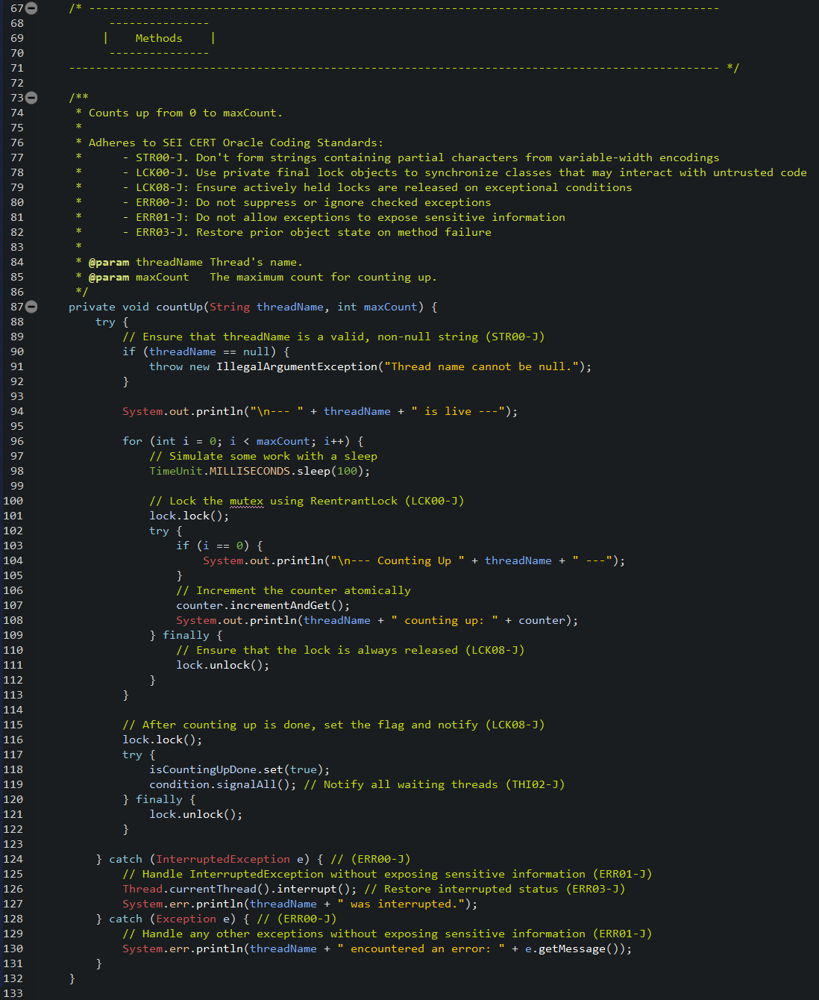 67 /* ----------------------------------------------------------------------------------------------
68 ---------------
69 |    Methods    |
70 ---------------
71 ------------------------------------------------------------------------------------------------- */
72
73 /**
74 * Counts up from 0 to maxCount.
75 *
76 * Adheres to SEI CERT Oracle Coding Standards:
77 *      - STR00-J. Don't form strings containing partial characters from variable-width encodings
78 *      - LCK00-J. Use private final lock objects to synchronize classes that may interact with untrusted code
79 *      - LCK08-J: Ensure actively held locks are released on exceptional conditions
80 *      - ERR00-J: Do not suppress or ignore checked exceptions
81 *      - ERR01-J: Do not allow exceptions to expose sensitive information
82 *      - ERR03-J. Restore prior object state on method failure
83 *
84 * @param threadName Thread's name.
85 * @param maxCount   The maximum count for counting up.
86 */
87 private void countUp(String threadName, int maxCount) {
88     try {
89         // Ensure that threadName is a valid, non-null string (STR00-J)
90         if (threadName == null) {
91             throw new IllegalArgumentException("Thread name cannot be null.");
92         }
93
94         System.out.println("\n--- " + threadName + " is live ---");
95
96         for (int i = 0; i < maxCount; i++) {
97             // Simulate some work with a sleep
98             TimeUnit.MILLISECONDS.sleep(100);
99
100             // Lock the mutex using ReentrantLock (LCK00-J)
101             lock.lock();
102             try {
103                 if (i == 0) {
104                     System.out.println("\n--- Counting Up " + threadName + " ---");
105                 }
106                 // Increment the counter atomically
107                 counter.incrementAndGet();
108                 System.out.println(threadName + " counting up: " + counter);
109             } finally {
110                 // Ensure that the lock is always released (LCK08-J)
111                 lock.unlock();
112             }
113         }
114
115         // After counting up is done, set the flag and notify (LCK08-J)
116         lock.lock();
117         try {
118             isCountingUpDone.set(true);
119             condition.signalAll(); // Notify all waiting threads (THI02-J)
120         } finally {
121             lock.unlock();
122         }
123
124     } catch (InterruptedException e) { // (ERR00-J)
125         // Handle InterruptedException without exposing sensitive information (ERR01-J)
126         Thread.currentThread().interrupt(); // Restore interrupted status (ERR03-J)
127         System.err.println(threadName + " was interrupted.");
128     } catch (Exception e) { // (ERR00-J)
129         // Handle any other exceptions without exposing sensitive information (ERR01-J)
130         System.err.println(threadName + " encountered an error: " + e.getMessage());
131     }
132 }
133